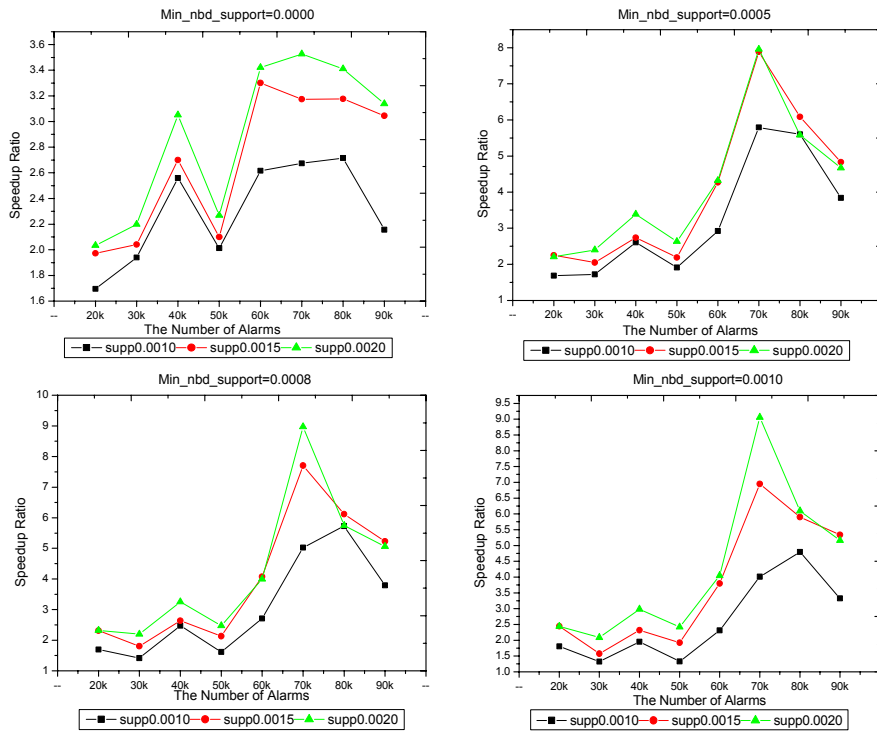 Min_nbd_support=0.0000
3.6
3.4
3.2
3.0
2.8
2.6
2.4
2.2
2.0
1.8
1.6
Speedup Ratio
-- 20k 30k 40k 50k 60k 70k 80k 90k --
The Number of Alarms
supp0.0010 supp0.0015 supp0.0020
Min_nbd_support=0.0005
8
7
6
5
4
3
2
1
Speedup Ratio
-- 20k 30k 40k 50k 60k 70k 80k 90k --
The Number of Alarms
supp0.0010 supp0.0015 supp0.0020
Min_nbd_support=0.0008
10
9
8
7
6
5
4
3
2
1
Speedup Ratio
-- 20k 30k 40k 50k 60k 70k 80k 90k --
The Number of Alarms
supp0.0010 supp0.0015 supp0.0020
Min_nbd_support=0.0010
9.5
9.0
8.5
8.0
7.5
7.0
6.5
6.0
5.5
5.0
4.5
4.0
3.5
3.0
2.5
2.0
1.5
1.0
Speedup Ratio
-- 20k 30k 40k 50k 60k 70k 80k 90k --
The Number of Alarms
supp0.0010 supp0.0015 supp0.0020